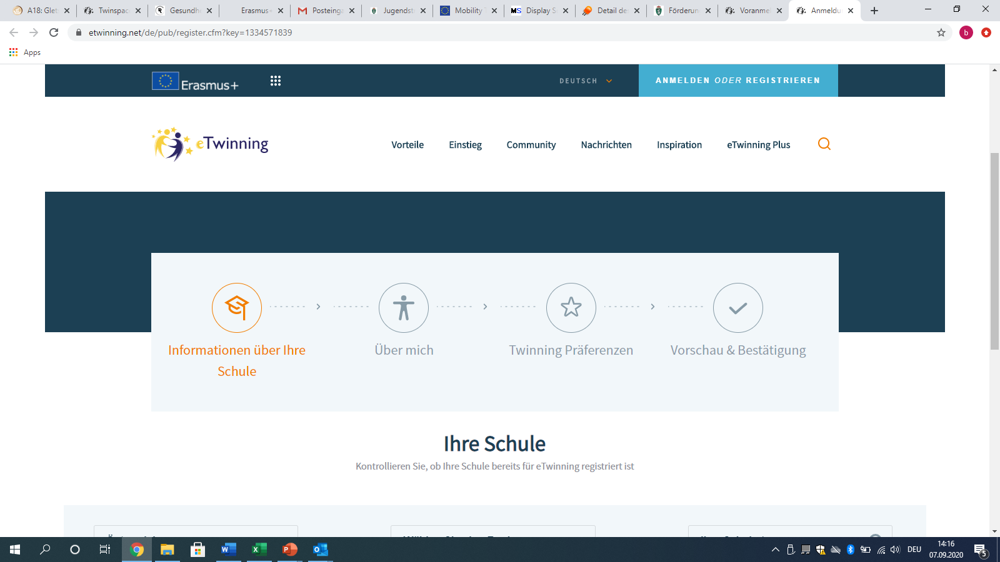 A18: Glet
Twinspac
Gesundh
Erasmus+
Posteinga
Jugendst
Mobility
MS Display S
Detail de
Förderun
Voranme
Anmeldu
etwinning.net/de/pub/register.cfm?key=1334571839
b
Apps
Erasmus+
DEUTSCH
ANMELDEN ODER REGISTRIEREN
eTwinning
Vorteile
Einstieg
Community
Nachrichten
Inspiration
eTwinning Plus
Informationen über Ihre
Schule
Über mich
Twinning Präferenzen
Vorschau & Bestätigung
Ihre Schule
Kontrollieren Sie, ob Ihre Schule bereits für eTwinning registriert ist
DEU
14:16
07.09.2020
5